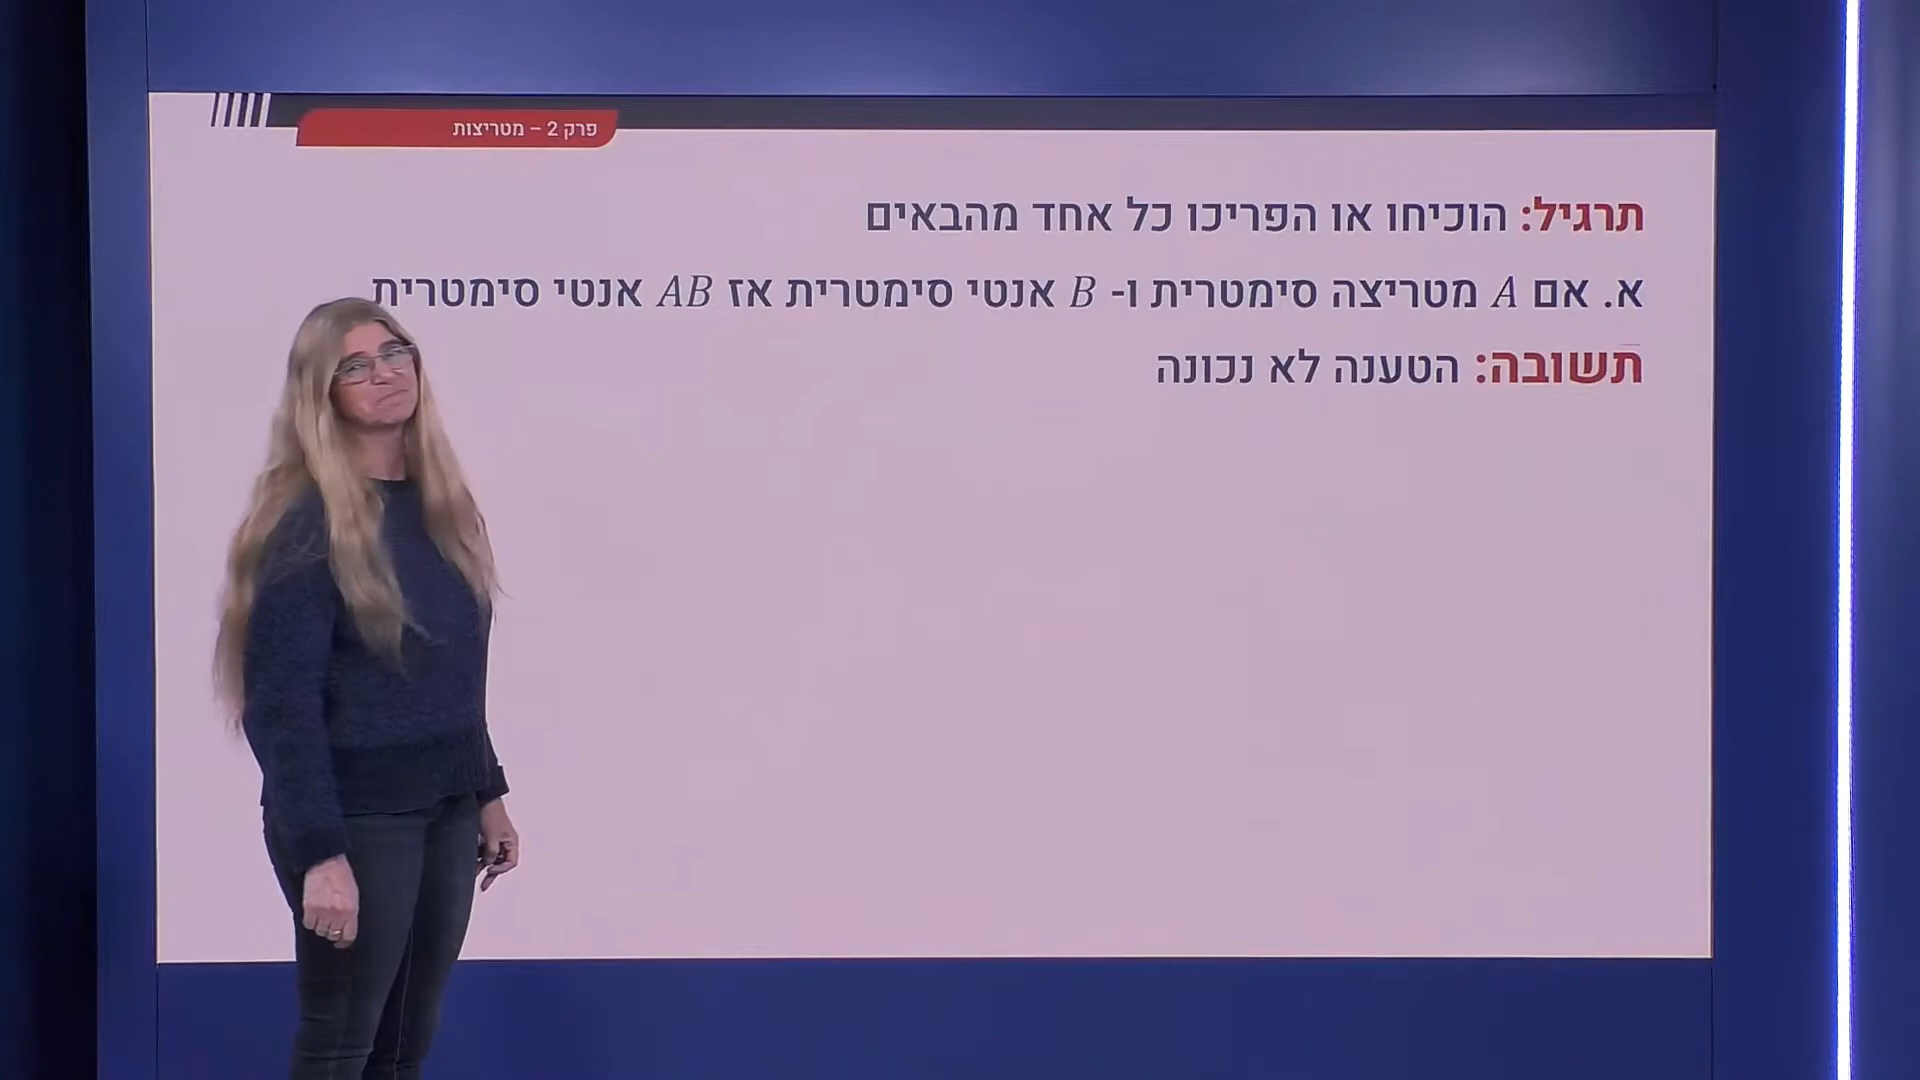 פרק 2 – מטריצות
תרגיל: הוכיחו או הפריכו כל אחד מהבאים
א. אם A מטריצה סימטרית ו- B אנטי סימטרית אז AB אנטי סימטרית
תשובה: הטענה לא נכונה